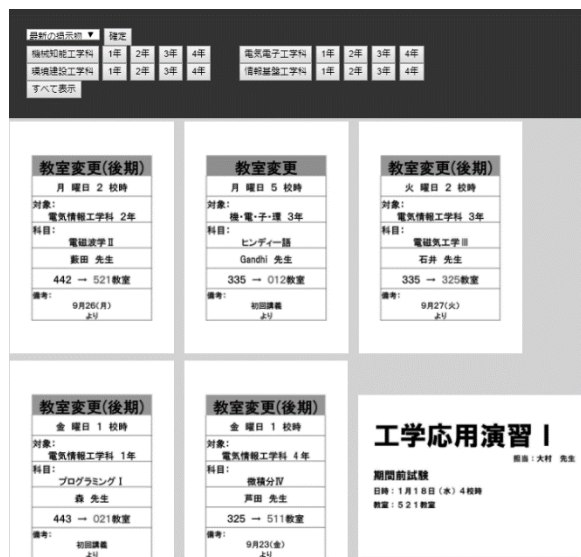 最新の掲示物 ▼ 確定
機械知能工学科 1年 2年 3年 4年 電気電子工学科 1年 2年 3年 4年
環境建設工学科 1年 2年 3年 4年 情報基盤工学科 1年 2年 3年 4年
すべて表示
教室変更(後期)
月 曜日 2 校時
対象:
電気情報工学科 2年
科目:
電磁波学Ⅱ
藪田 先生
442 → 521教室
備考:
9月26(月)
より
教室変更
月 曜日 5 校時
対象:
機・電・子・環 3年
科目:
ヒンディー語
Gandhi 先生
335 → 012教室
備考:
初回講義
より
教室変更(後期)
火 曜日 2 校時
対象:
電気情報工学科 3年
科目:
電磁気工学Ⅲ
石井 先生
335 → 325教室
備考:
9月27(火)
より
教室変更(後期)
金 曜日 1 校時
対象:
電気情報工学科 1年
科目:
プログラミングⅠ
森 先生
443 → 021教室
備考:
初回講義
より
教室変更(後期)
金 曜日 1 校時
対象:
電気情報工学科 4年
科目:
微積分Ⅳ
芦田 先生
325 → 511教室
備考:
9月23(金)
より
工学応用演習Ⅰ
担当:大村 先生
期間前試験
日時:1月18日(水)4校時
教室:521教室